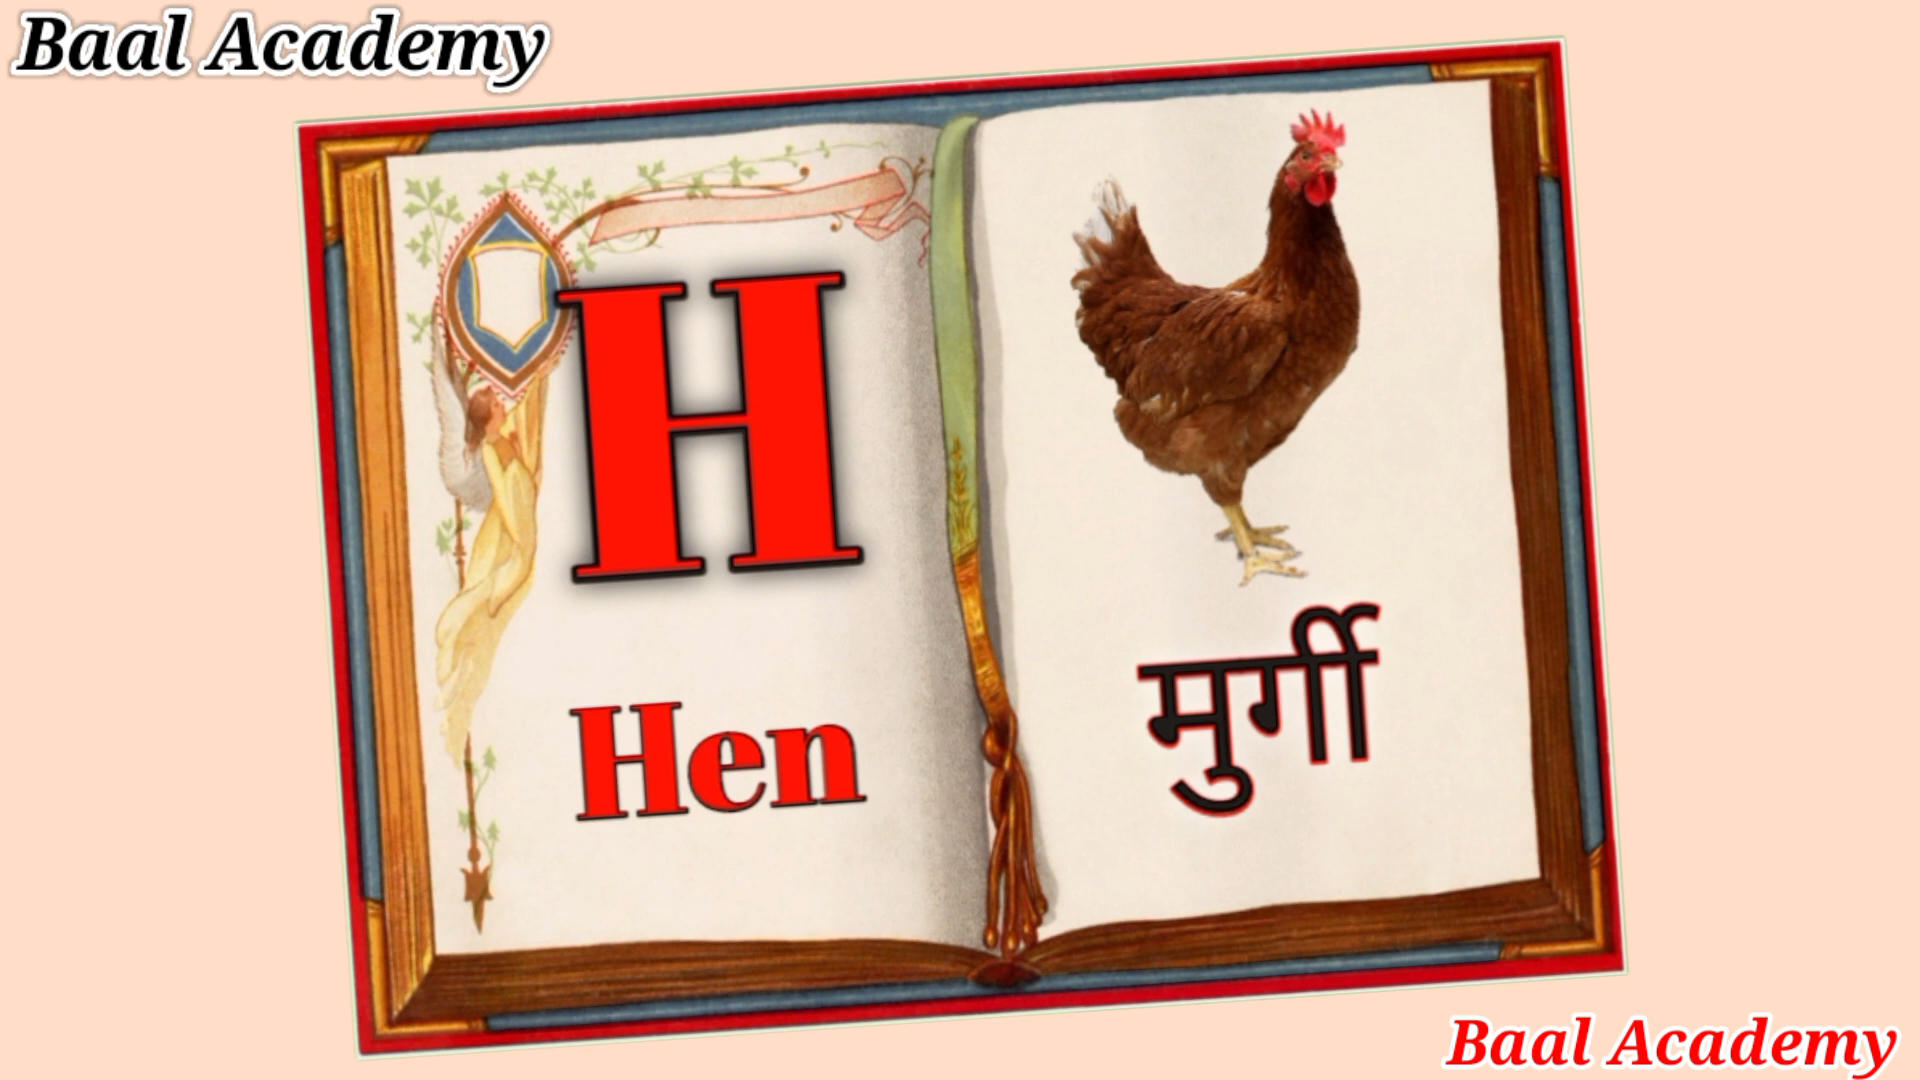 Baal Academy
H
Hen
मुर्गी
Baal Academy